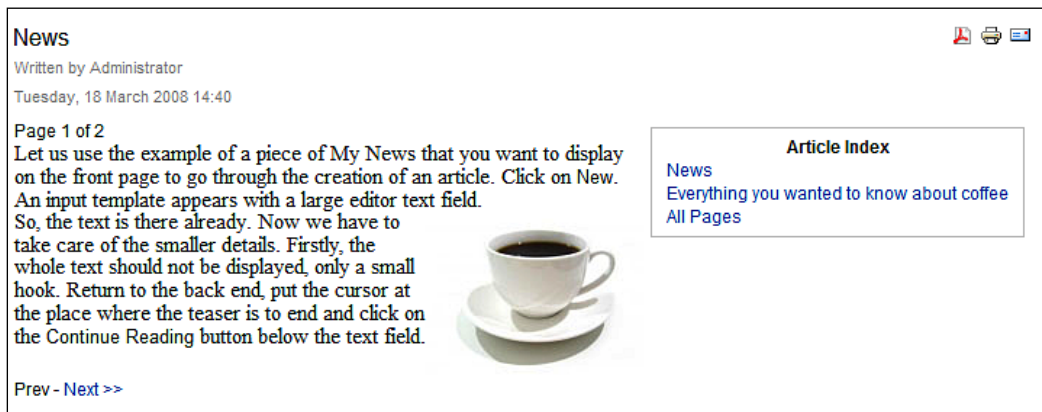 News
Written by Administrator
Tuesday, 18 March 2008 14:40
Page 1 of 2
Let us use the example of a piece of My News that you want to display
on the front page to go through the creation of an article. Click on New.
An input template appears with a large editor text field.
So, the text is there already. Now we have to
take care of the smaller details. Firstly, the
whole text should not be displayed, only a small
hook. Return to the back end, put the cursor at
the place where the teaser is to end and click on
the Continue Reading button below the text field.
Prev - Next >>
Article Index
News
Everything you wanted to know about coffee
All Pages